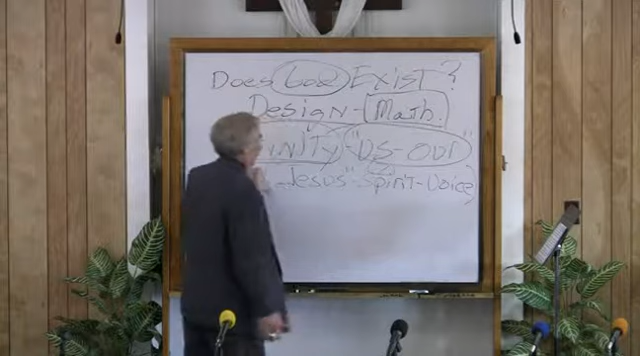 Does God Exist?
Design - Math.
"Us - our"
Jesus" - Spirit - Voice)